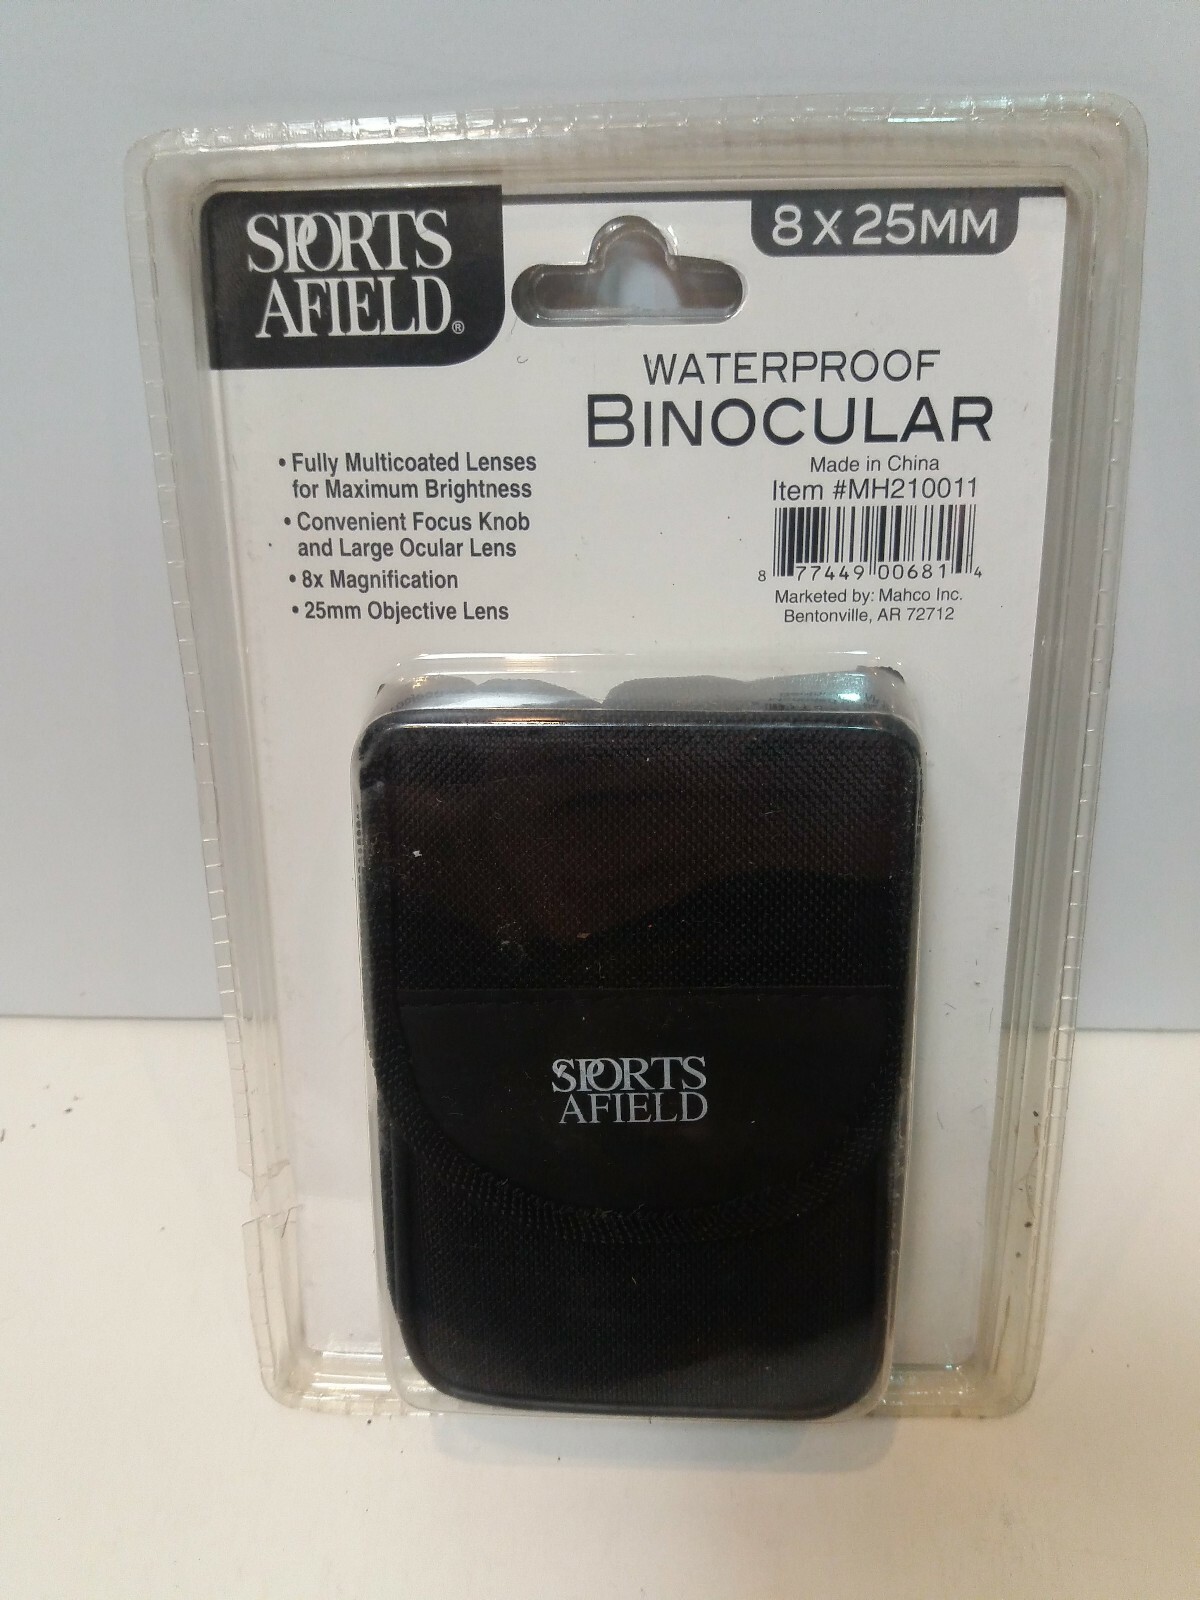 SPORTS
AFIELD®
8 X 25MM
WATERPROOF
BINOCULAR
Made in China
Item #MH210011
8 77449 00681 4
Marketed by: Mahco Inc.
Bentonville, AR 72712
• Fully Multicoated Lenses
for Maximum Brightness
• Convenient Focus Knob
and Large Ocular Lens
• 8x Magnification
• 25mm Objective Lens
SPORTS
AFIELD